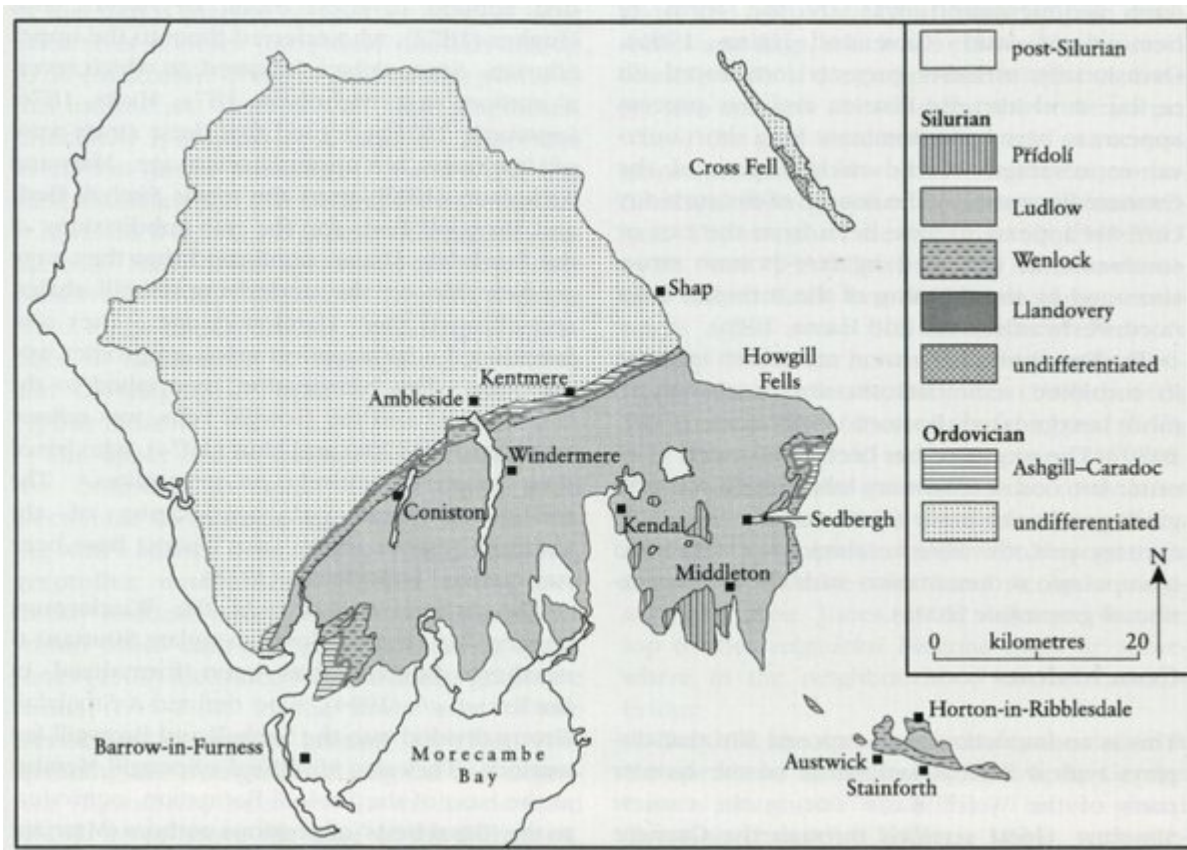 post-Silurian
Silurian
Přídolí
Ludlow
Wenlock
Llandovery
undifferentiated
Ordovician
Ashgill–Caradoc
undifferentiated
N
0 kilometres 20
Cross Fell
Shap
Howgill
Fells
Kentmere
Ambleside
Windermere
Coniston
Kendal
Sedbergh
Middleton
Horton-in-Ribblesdale
Austwick
Stainforth
Barrow-in-Furness
Morecambe
Bay